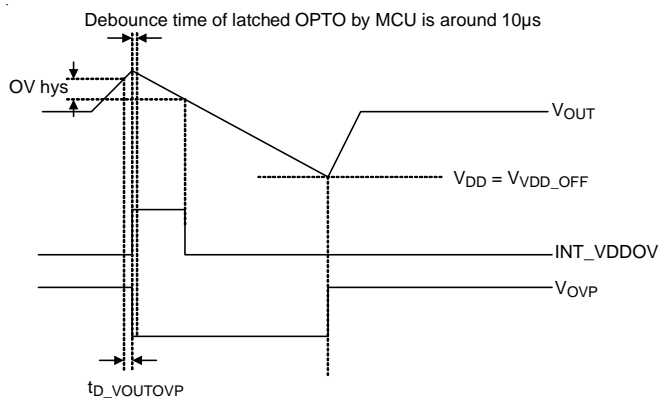 Debounce time of latched OPTO by MCU is around 10μs
OV hys
VOUT
VDD = VVDD_OFF
INT_VDDOV
VOVP
tD_VOUTOVP